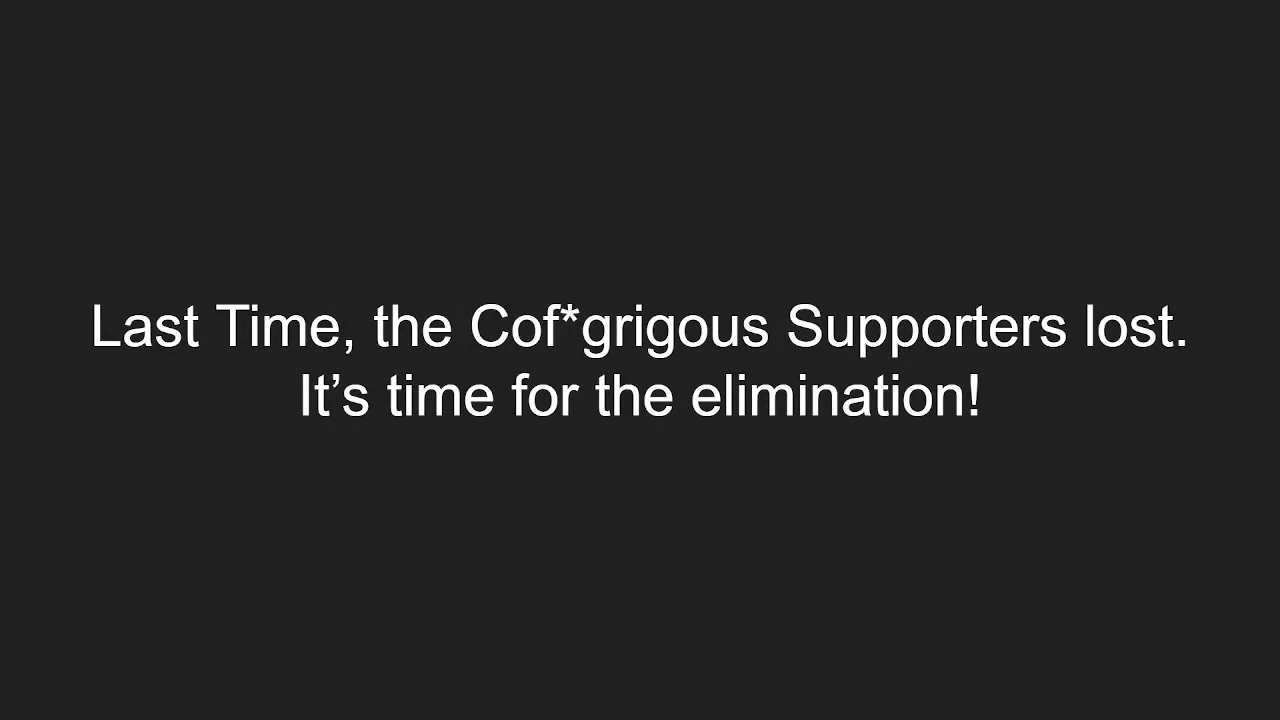 Last Time, the Cof*grigous Supporters lost.
It’s time for the elimination!